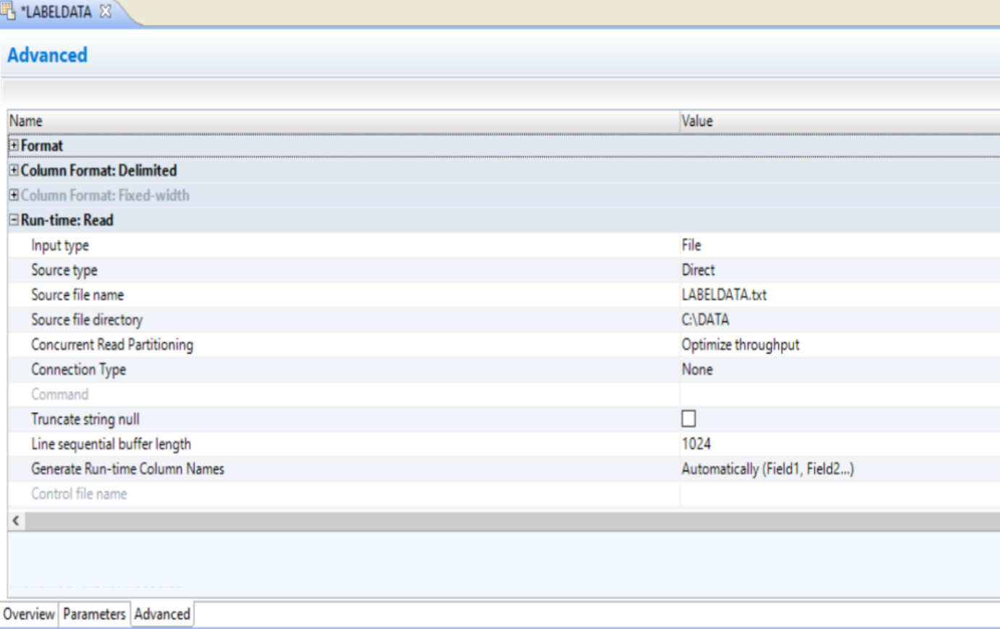 *LABELDATA
Advanced
Name Value
Format
Column Format: Delimited
Column Format: Fixed-width
Run-time: Read
Input type File
Source type Direct
Source file name LABELDATA.txt
Source file directory C:\DATA
Concurrent Read Partitioning Optimize throughput
Connection Type None
Command
Truncate string null
Line sequential buffer length 1024
Generate Run-time Column Names Automatically (Field1, Field2...)
Control file name
Overview Parameters Advanced